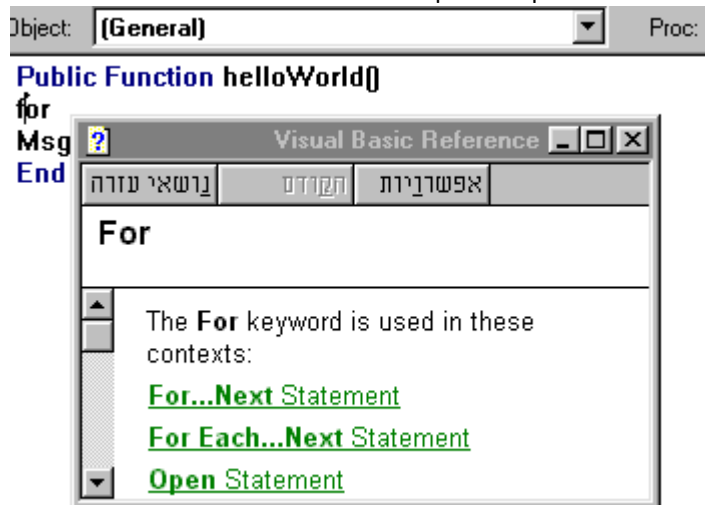 Object: (General) Proc:
Public Function helloWorld()
for
Msg
End
Visual Basic Reference
נושאי עזרה הקודם אפשרויות
For
The For keyword is used in these
contexts:
For...Next Statement
For Each...Next Statement
Open Statement